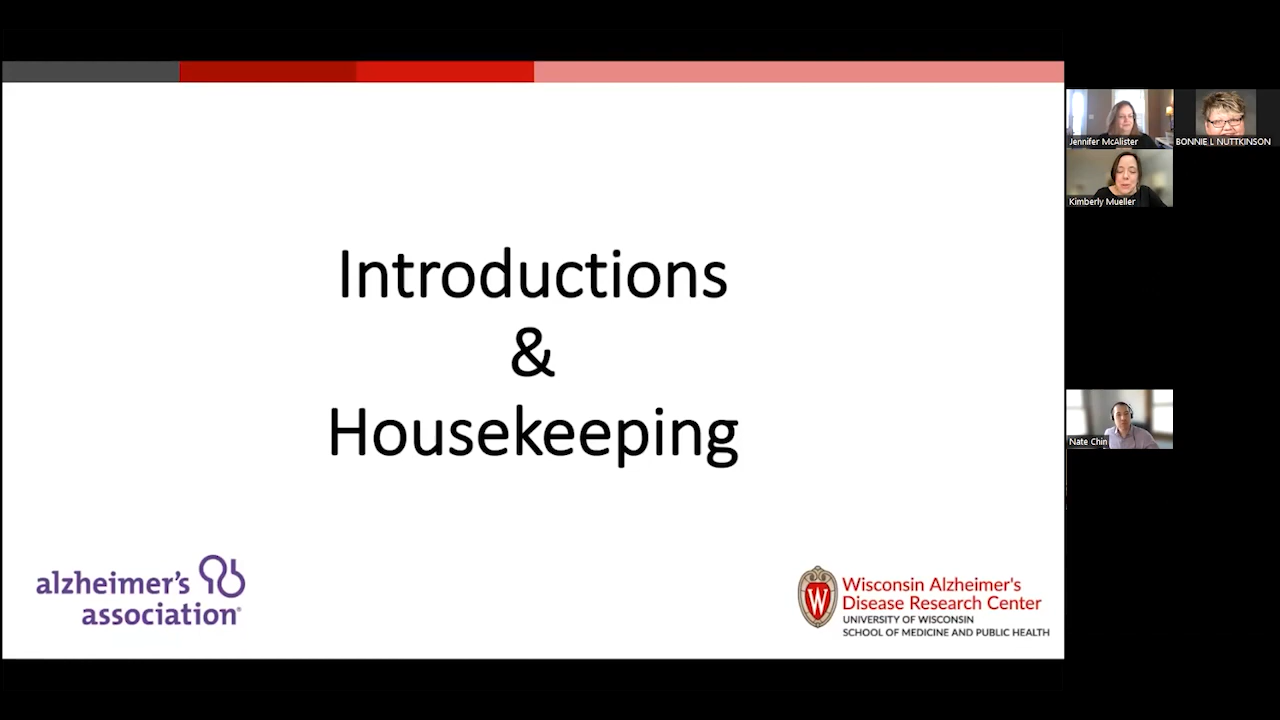 Introductions
&
Housekeeping
alzheimer's
association®
W
Wisconsin Alzheimer's
Disease Research Center
UNIVERSITY OF WISCONSIN
SCHOOL OF MEDICINE AND PUBLIC HEALTH
Jennifer McAlister
BONNIE L NUTTKINSON
Kimberly Mueller
Nate Chin